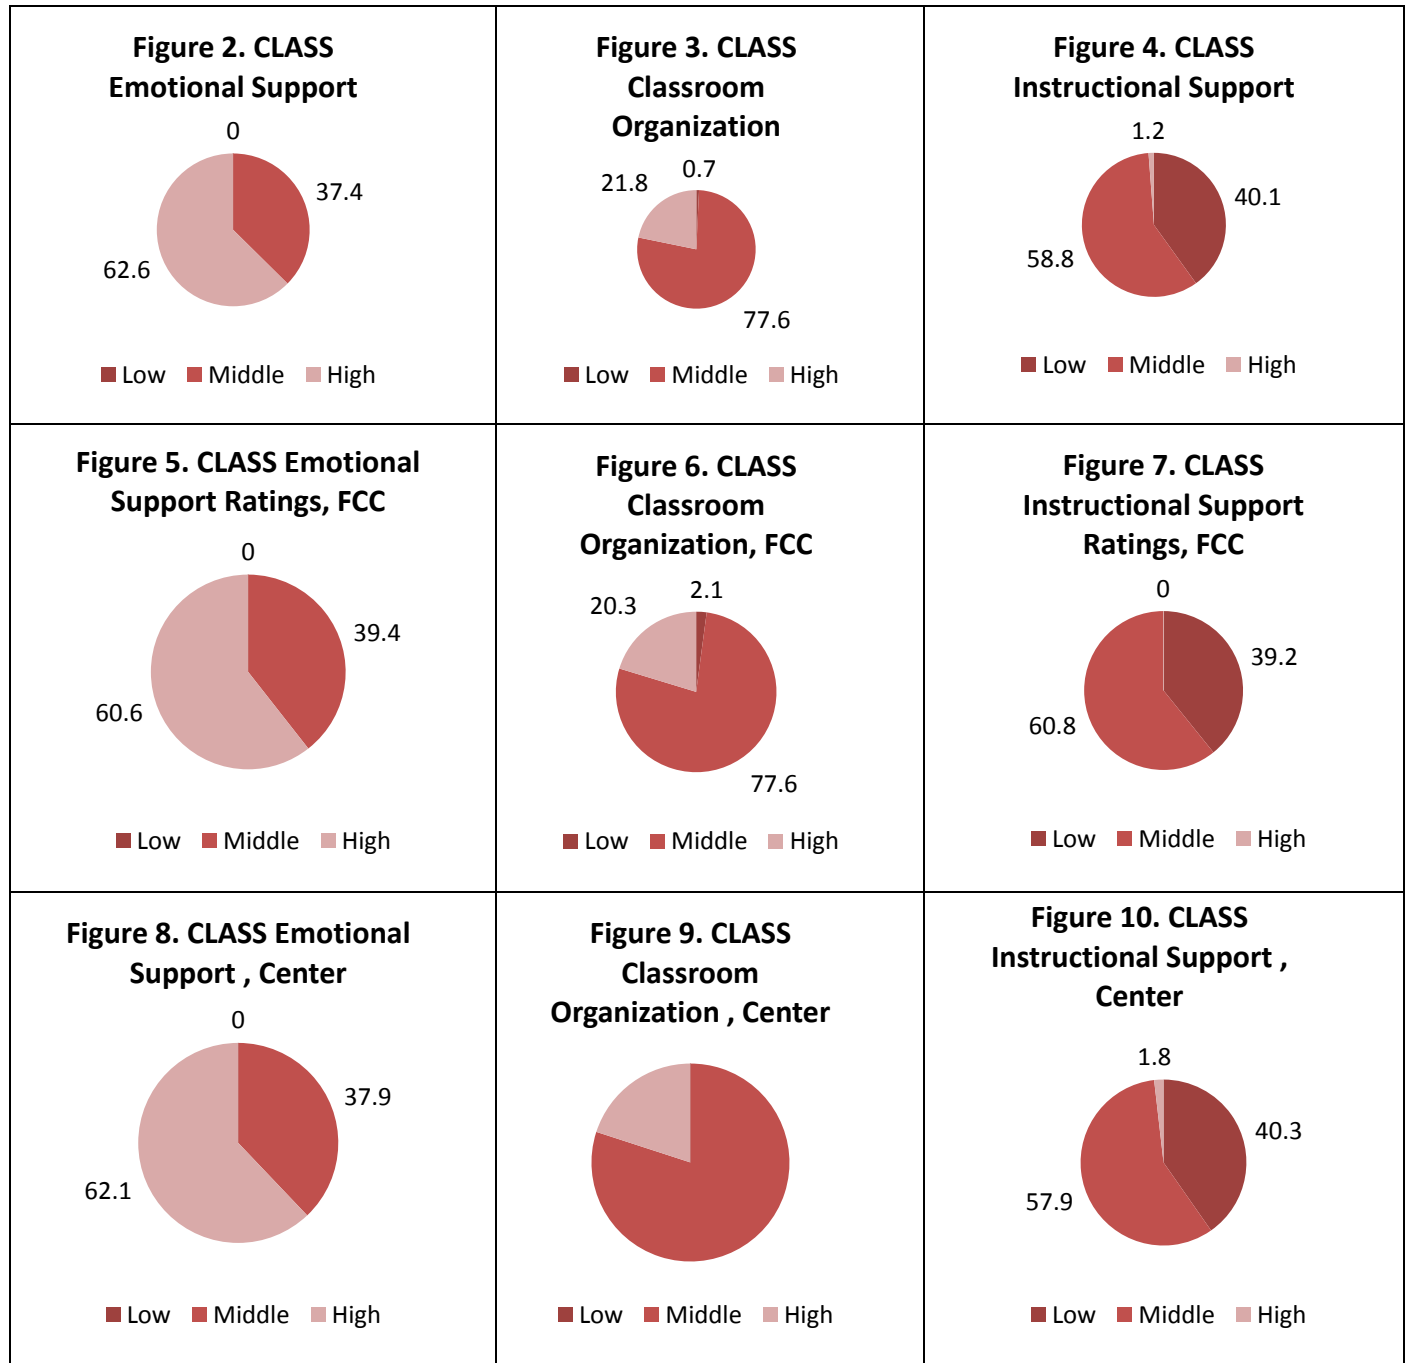 Figure 2. CLASS
Emotional Support
0
37.4
62.6
Low Middle High
Figure 3. CLASS
Classroom
Organization
0.7
21.8
77.6
Low Middle High
Figure 4. CLASS
Instructional Support
1.2
40.1
58.8
Low Middle High
Figure 5. CLASS Emotional
Support Ratings, FCC
0
39.4
60.6
Low Middle High
Figure 6. CLASS
Classroom
Organization, FCC
2.1
20.3
77.6
Low Middle High
Figure 7. CLASS
Instructional Support
Ratings, FCC
0
39.2
60.8
Low Middle High
Figure 8. CLASS Emotional
Support , Center
0
37.9
62.1
Low Middle High
Figure 9. CLASS
Classroom
Organization , Center
Low Middle High
Figure 10. CLASS
Instructional Support ,
Center
1.8
40.3
57.9
Low Middle High